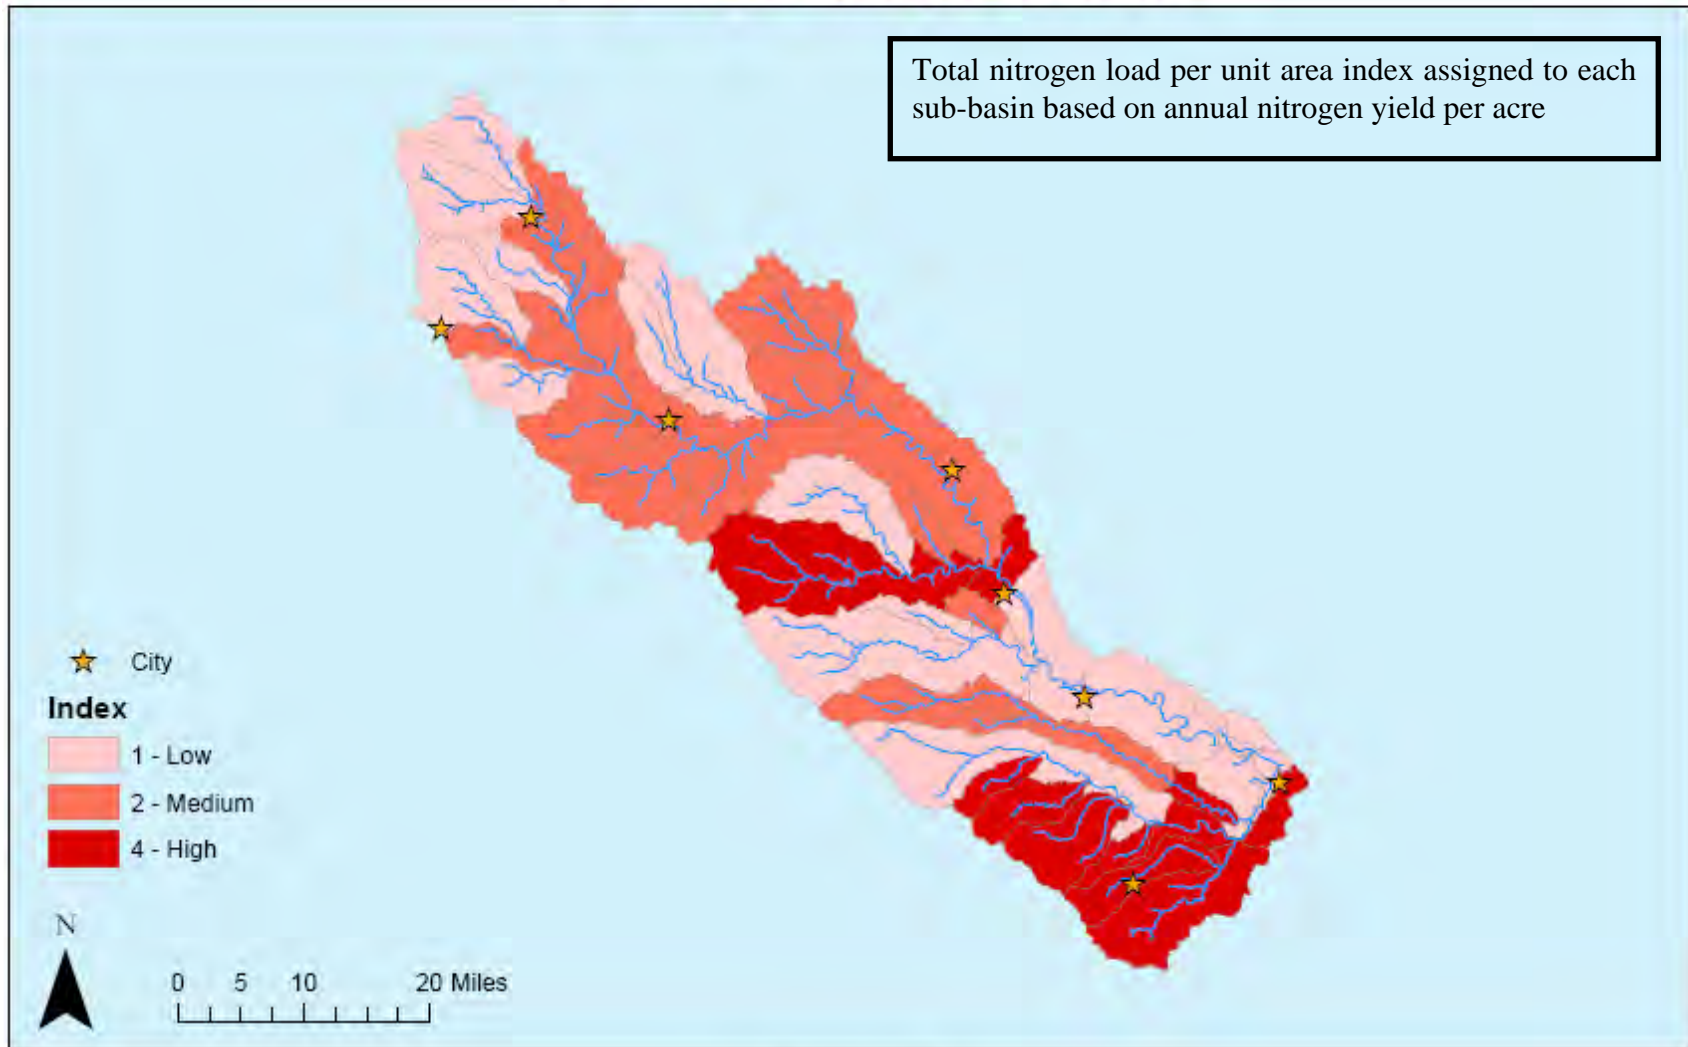 Total nitrogen load per unit area index assigned to each
sub-basin based on annual nitrogen yield per acre
City
Index
1 - Low
2 - Medium
4 - High
N
0 5 10 20 Miles